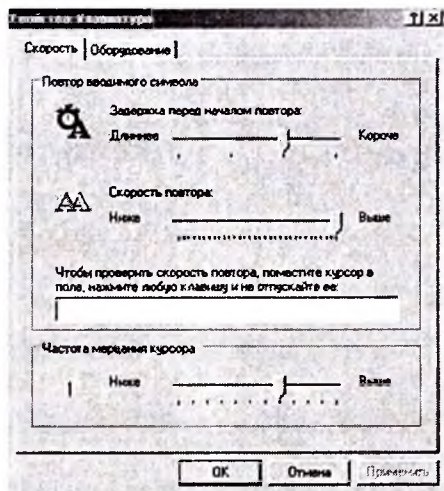 Свойства: Клавиатура
Скорость
Оборудование
Повтор вводимого символа
Задержка перед началом повтора:
Длиннее
Короче
Скорость повтора:
Ниже
Выше
Чтобы проверить скорость повтора, поместите курсор в
поле, нажмите любую клавишу и не отпускайте ее:
Частота мерцания курсора
Ниже
Выше
ОК
Отмена
Применить